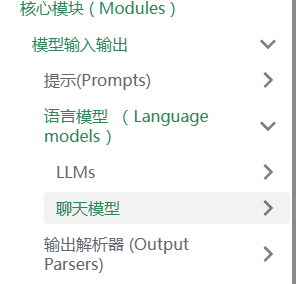 核心模块 ( Modules )
模型输入输出
提示(Prompts)
语言模型 （ Language
models ）
LLMs
聊天模型
输出解析器 (Output
Parsers)